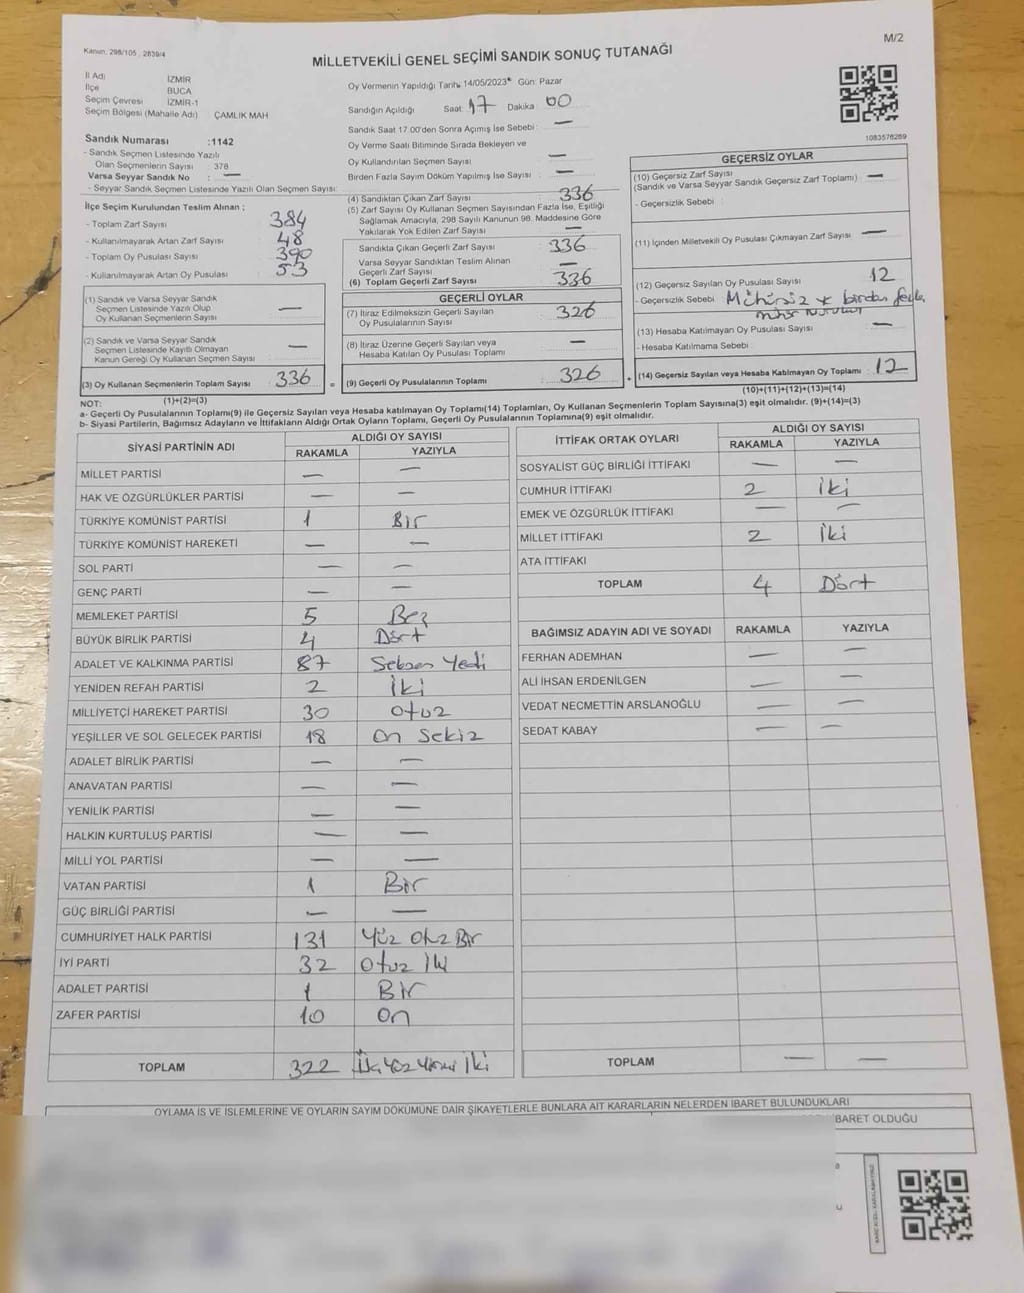 Kanun: 298/105 , 2839/4
M/2
MİLLETVEKİLİ GENEL SEÇİMİ SANDIK SONUÇ TUTANAĞI
İl Adı İZMİR
İlçe BUCA
Seçim Çevresi İZMİR-1
Seçim Bölgesi (Mahalle Adı) ÇAMLIK MAH
Sandık Numarası :1142
- Sandık Seçmen Listesinde Yazılı
Olan Seçmenlerin Sayısı : 378
Varsa Seyyar Sandık No : —
- Seyyar Sandık Seçmen Listesinde Yazılı Olan Seçmen Sayısı:
İlçe Seçim Kurulundan Teslim Alınan ;
- Toplam Zarf Sayısı : 384
- Kullanılmayarak Artan Zarf Sayısı : 48
- Toplam Oy Pusulası Sayısı : 390
- Kullanılmayarak Artan Oy Pusulası : 53
(1) Sandık ve Varsa Seyyar Sandık
Seçmen Listesinde Yazılı Olup
Oy Kullanan Seçmenlerin Sayısı : —
(2) Sandık ve Varsa Seyyar Sandık
Seçmen Listesinde Kayıtlı Olmayan
Kanun Gereği Oy Kullanan Seçmen Sayısı : —
(3) Oy Kullanan Seçmenlerin Toplam Sayısı : 336 =
(1)+(2)=(3)
Oy Vermenin Yapıldığı Tarih: 14/05/2023 Gün: Pazar
Sandığın Açıldığı Saat: 17 Dakika 00
Sandık Saat 17.00'den Sonra Açımış İse Sebebi : —
Oy Verme Saati Bitiminde Sırada Bekleyen ve
Oy Kullandırılan Seçmen Sayısı : —
Birden Fazla Sayım Döküm Yapılmış İse Sayısı : —
(4) Sandıktan Çıkan Zarf Sayısı : 336
(5) Zarf Sayısı Oy Kullanan Seçmen Sayısından Fazla İse, Eşitliği
Sağlamak Amacıyla, 298 Sayılı Kanunun 98. Maddesine Göre
Yakılarak Yok Edilen Zarf Sayısı : —
Sandıkta Çıkan Geçerli Zarf Sayısı : 336
Varsa Seyyar Sandıktan Teslim Alınan
Geçerli Zarf Sayısı : —
(6) Toplam Geçerli Zarf Sayısı : 336
GEÇERLİ OYLAR
(7) İtiraz Edilmeksizin Geçerli Sayılan
Oy Pusulalarının Sayısı : 326
(8) İtiraz Üzerine Geçerli Sayılan veya
Hesaba Katılan Oy Pusulası Toplamı : —
(9) Geçerli Oy Pusulalarının Toplamı : 326 +
1083576269
GEÇERSİZ OYLAR
(10) Geçersiz Zarf Sayısı : —
(Sandık ve Varsa Seyyar Sandık Geçersiz Zarf Toplamı)
- Geçersizlik Sebebi :
(11) İçinden Milletvekili Oy Pusulası Çıkmayan Zarf Sayısı : —
(12) Geçersiz Sayılan Oy Pusulası Sayısı : 12
- Geçersizlik Sebebi : Mühürsiz birden fazla
mühür
(13) Hesaba Katılmayan Oy Pusulası Sayısı : —
- Hesaba Katılmama Sebebi :
(14) Geçersiz Sayılan veya Hesaba Katılmayan Oy Toplamı : 12
(10)+(11)+(12)+(13)=(14)
NOT:
a- Geçerli Oy Pusulalarının Toplamı(9) ile Geçersiz Sayılan veya Hesaba katılmayan Oy Toplamı(14) Toplamları, Oy Kullanan Seçmenlerin Toplam Sayısına(3) eşit olmalıdır. (9)+(14)=(3)
b- Siyasi Partilerin, Bağımsız Adayların ve İttifakların Aldığı Ortak Oyların Toplamı, Geçerli Oy Pusulalarının Toplamına(9) eşit olmalıdır.
SİYASİ PARTİNİN ADI ALDIĞI OY SAYISI
RAKAMLA YAZIYLA
MİLLET PARTİSİ — —
HAK VE ÖZGÜRLÜKLER PARTİSİ — —
TÜRKİYE KOMÜNİST PARTİSİ 1 Bir
TÜRKİYE KOMÜNİST HAREKETİ — —
SOL PARTİ — —
GENÇ PARTİ — —
MEMLEKET PARTİSİ 5 Beş
BÜYÜK BİRLİK PARTİSİ 4 Dört
ADALET VE KALKINMA PARTİSİ 87 Seksen Yedi
YENİDEN REFAH PARTİSİ 2 İki
MİLLİYETÇİ HAREKET PARTİSİ 30 Otuz
YEŞİLLER VE SOL GELECEK PARTİSİ 18 On Sekiz
ADALET BİRLİK PARTİSİ — —
ANAVATAN PARTİSİ — —
YENİLİK PARTİSİ — —
HALKIN KURTULUŞ PARTİSİ — —
MİLLİ YOL PARTİSİ — —
VATAN PARTİSİ 1 Bir
GÜÇ BİRLİĞİ PARTİSİ — —
CUMHURİYET HALK PARTİSİ 131 Yüz Otuz Bir
İYİ PARTİ 32 Otuz İki
ADALET PARTİSİ 1 Bir
ZAFER PARTİSİ 10 On
TOPLAM 322 Üç Yüz Yirmi İki
İTTİFAK ORTAK OYLARI ALDIĞI OY SAYISI
RAKAMLA YAZIYLA
SOSYALİST GÜÇ BİRLİĞİ İTTİFAKI — —
CUMHUR İTTİFAKI 2 İki
EMEK VE ÖZGÜRLÜK İTTİFAKI — —
MİLLET İTTİFAKI 2 İki
ATA İTTİFAKI
TOPLAM 4 Dört
BAĞIMSIZ ADAYIN ADI VE SOYADI RAKAMLA YAZIYLA
FERHAN ADEMHAN — —
ALİ İHSAN ERDENİLGEN — —
VEDAT NECMETTİN ARSLANOĞLU — —
SEDAT KABAY — —
TOPLAM — —
OYLAMA İŞ VE İŞLEMLERİNE VE OYLARIN SAYIM DÖKÜMÜNE DAİR ŞİKAYETLERLE BUNLARA AİT KARARLARIN NELERDEN İBARET BULUNDUKLARI
İBARET OLDUĞU